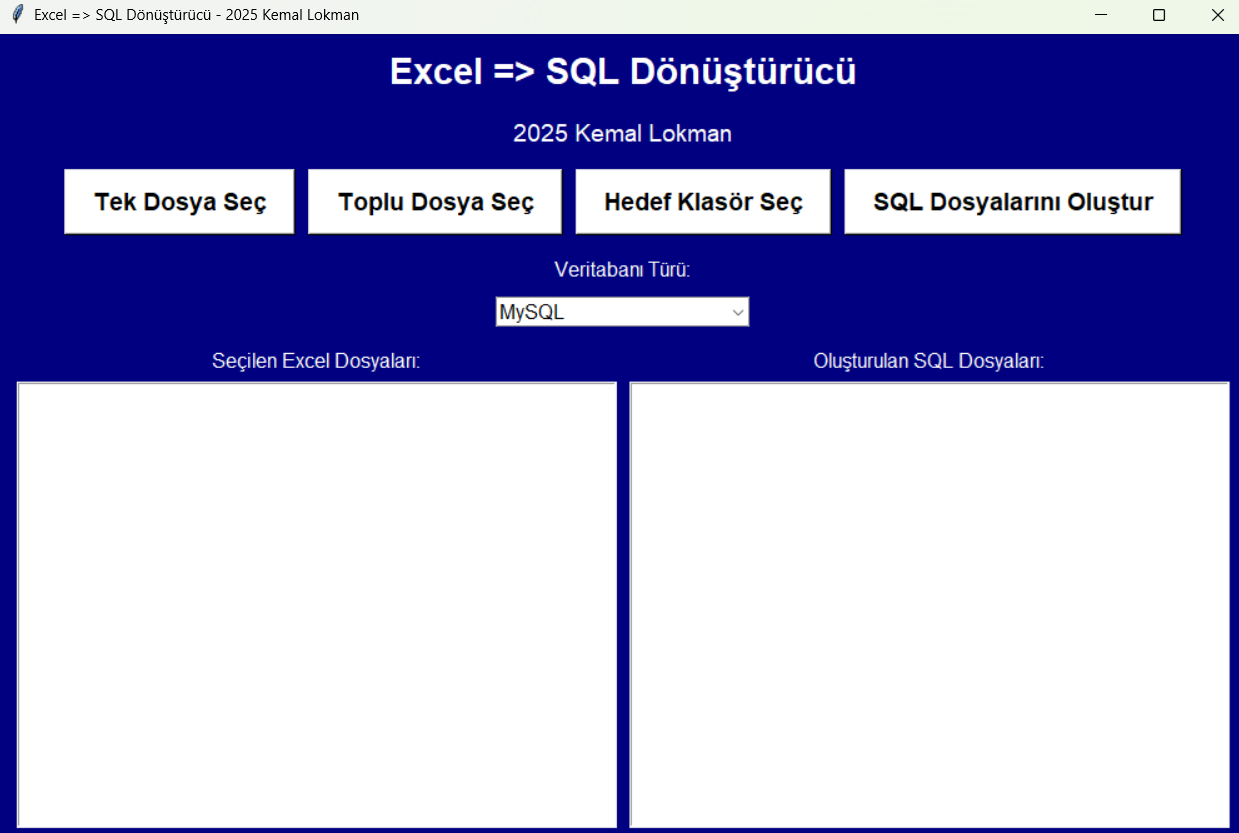 Excel => SQL Dönüştürücü - 2025 Kemal Lokman
Excel => SQL Dönüştürücü
2025 Kemal Lokman
Tek Dosya Seç
Toplu Dosya Seç
Hedef Klasör Seç
SQL Dosyalarını Oluştur
Veritabanı Türü:
MySQL
Seçilen Excel Dosyaları:
Oluşturulan SQL Dosyaları: